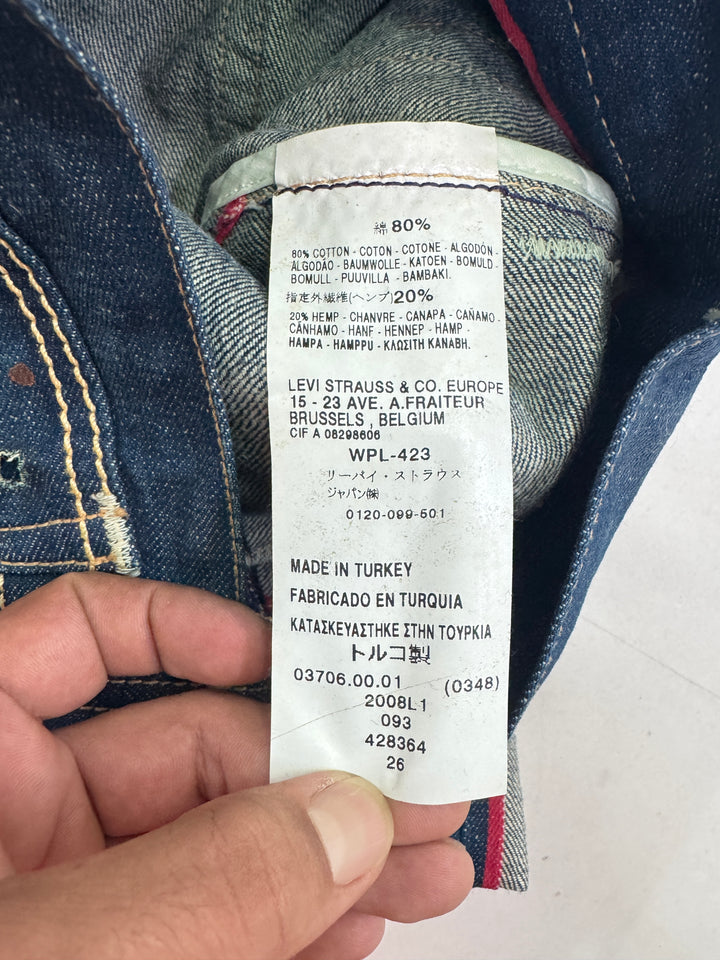 綿80%
80% COTTON - COTON - COTONE - ALGODÓN -
ALGODÃO - BAUMWOLLE - KATOEN - BOMULD -
BOMULL - PUUVILLA - BAMBAKI.
指定外繊維(ヘンプ)20%
20% HEMP - CHANVRE - CANAPA - CAÑAMO -
CÂNHAMO - HANF - HENNEP - HAMP -
HAMPA - HAMPPU - ΚΛΩΣΙΤΗ ΚΑΝΑΒΗ.
LEVI STRAUSS & CO. EUROPE
15 - 23 AVE. A.FRAITEUR
BRUSSELS , BELGIUM
CIF A 08298606
WPL-423
リーバイ・ストラウス
ジャパン㈱
0120-099-501
MADE IN TURKEY
FABRICADO EN TURQUIA
ΚΑΤΑΣΚΕΥΑΣΤΗΚΕ ΣΤΗΝ ΤΟΥΡΚΙΑ
トルコ製
03706.00.01 (0348)
2008L1
093
428364
26